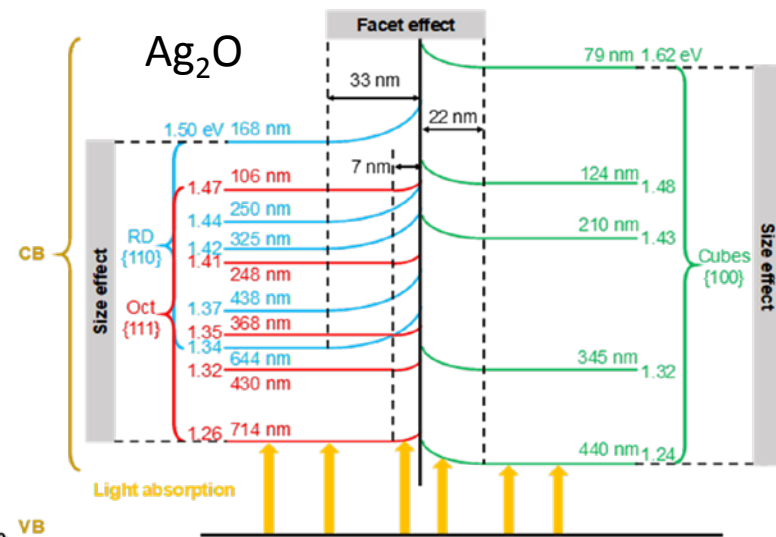 Facet effect
Ag₂O
79 nm 1.62 eV
33 nm
22 nm
1.50 eV 168 nm
7 nm
106 nm
1.47
124 nm
1.48
250 nm
1.44
RD
{110}
325 nm
1.42
210 nm
1.43
1.41
248 nm
CB
Size effect
Cubes
{100}
Size effect
Oct
{111}
438 nm
1.37
368 nm
1.35
1.34
644 nm
345 nm
1.32
1.32
430 nm
714 nm
1.26
440 nm
1.24
Light absorption
VB